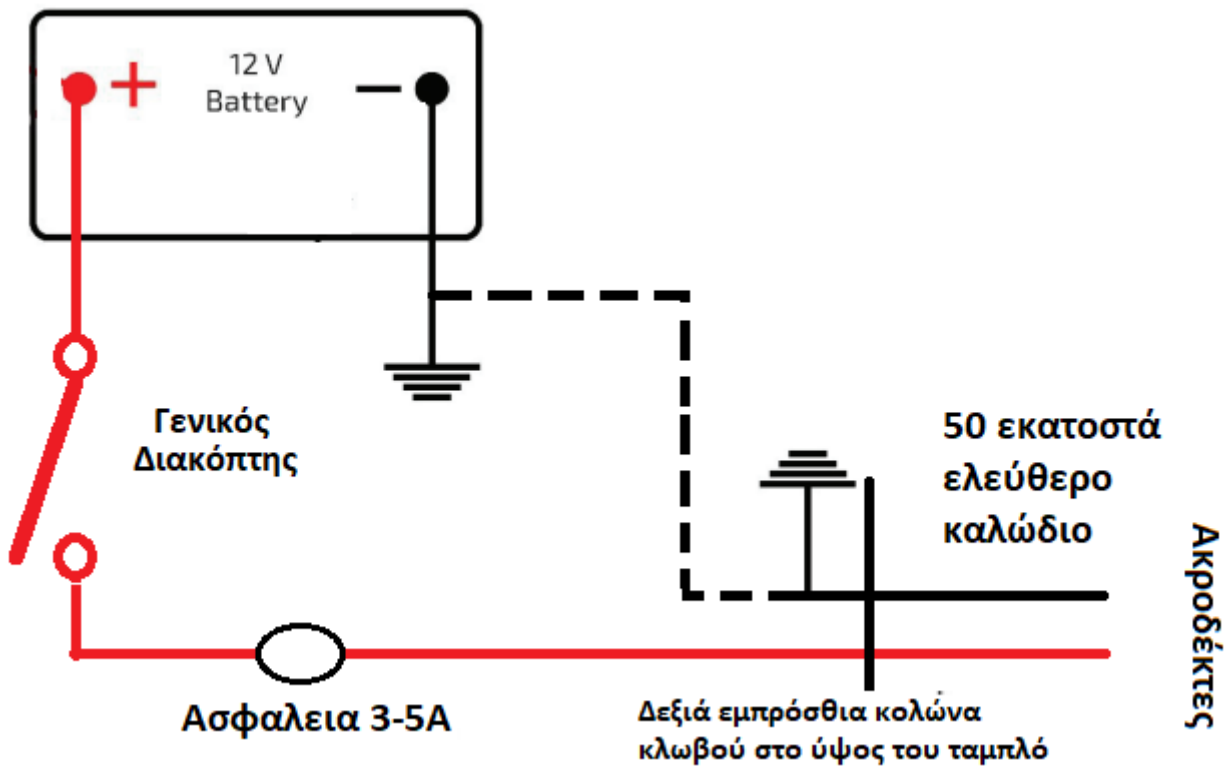 12 V
Battery
Γενικός
Διακόπτης
50 εκατοστά
ελεύθερο
καλώδιο
Ακροδέκτες
Ασφαλεια 3-5Α
Δεξιά εμπρόσθια κολώνα
κλωβού στο ύψος του ταμπλό